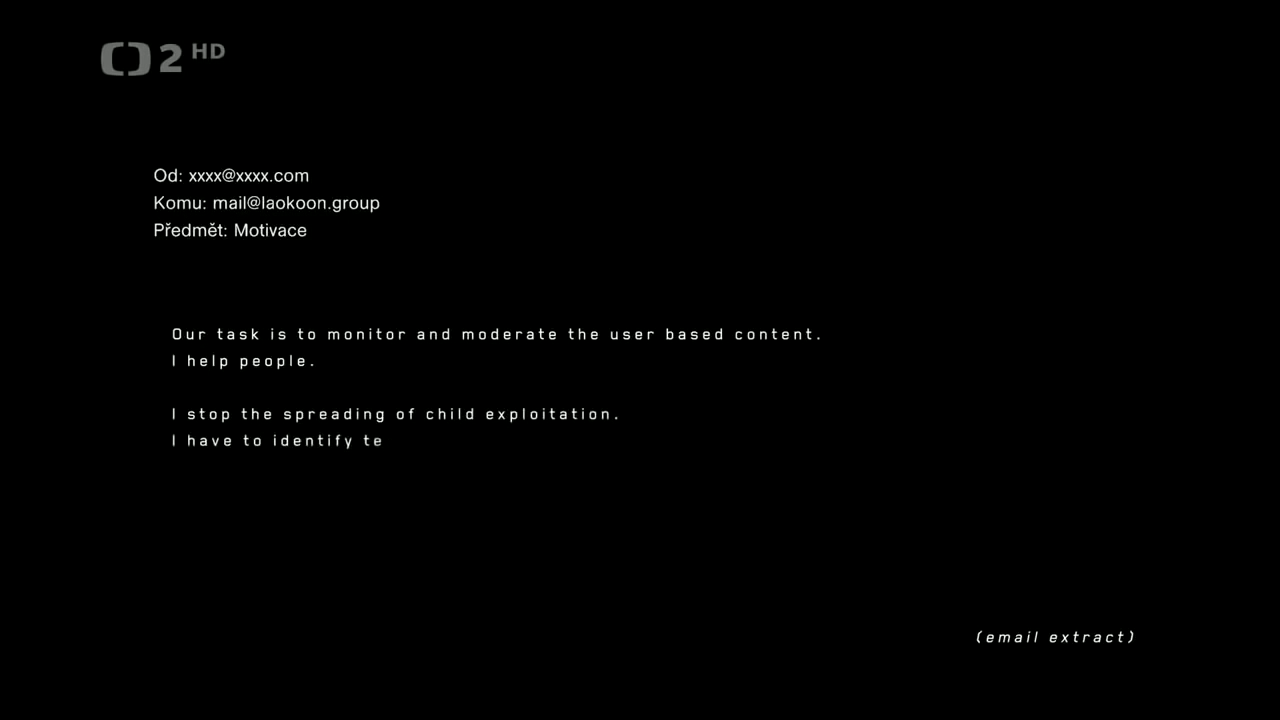 2 HD
Od: xxxx@xxxx.com
Komu: mail@laokoon.group
Předmět: Motivace
Our task is to monitor and moderate the user based content.
I help people.
I stop the spreading of child exploitation.
I have to identify te
(email extract)